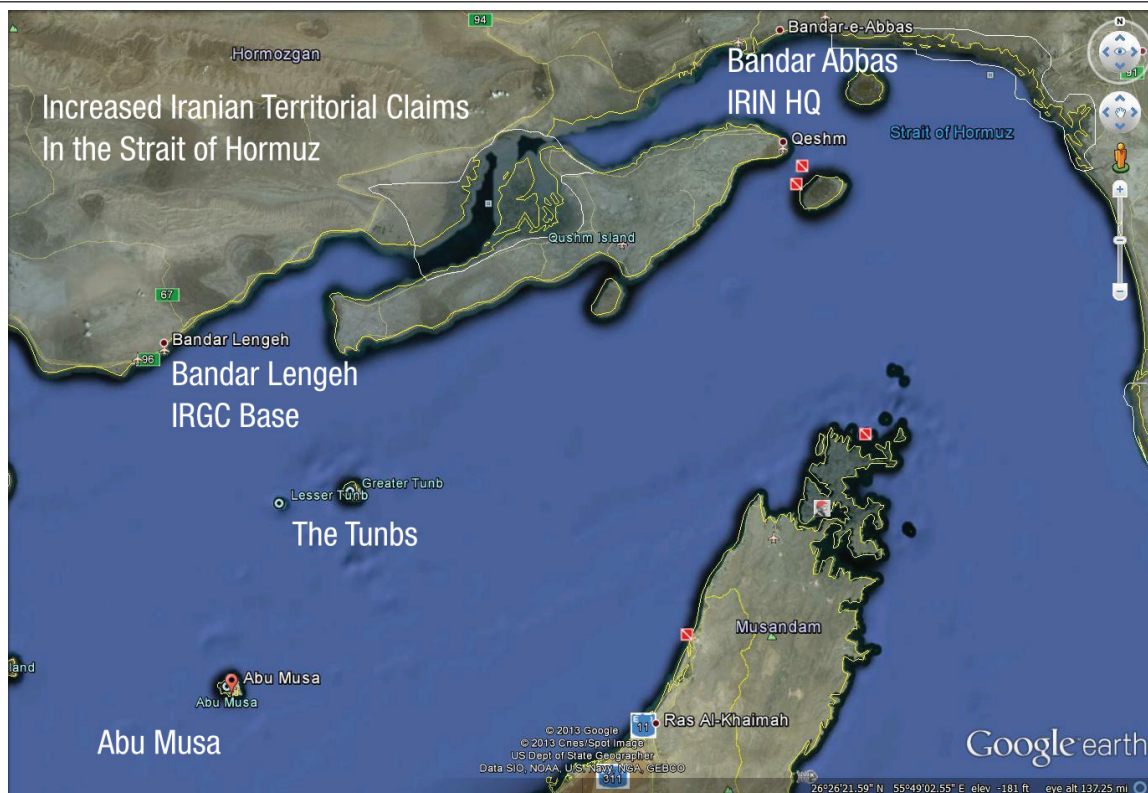 94
Bandar-e-Abbas
N
Hormozgan
Bandar Abbas
IRIN HQ
91
Increased Iranian Territorial Claims
In the Strait of Hormuz
Strait of Hormuz
Qeshm
Qushm Island
67
Bandar Lengeh
96
Bandar Lengeh
IRGC Base
Greater Tunb
Lesser Tunb
The Tunbs
Musandam
land
Abu Musa
Abu Musa
Abu Musa
Ras Al-Khaimah
E
11
311
© 2013 Google
© 2013 Cnes/Spot Image
US Dept of State Geographer
Data SIO, NOAA, U.S. Navy, NGA, GEBCO
Google earth
26°26'21.59" N 55°49'02.55" E elev -181 ft eye alt 137.25 mi